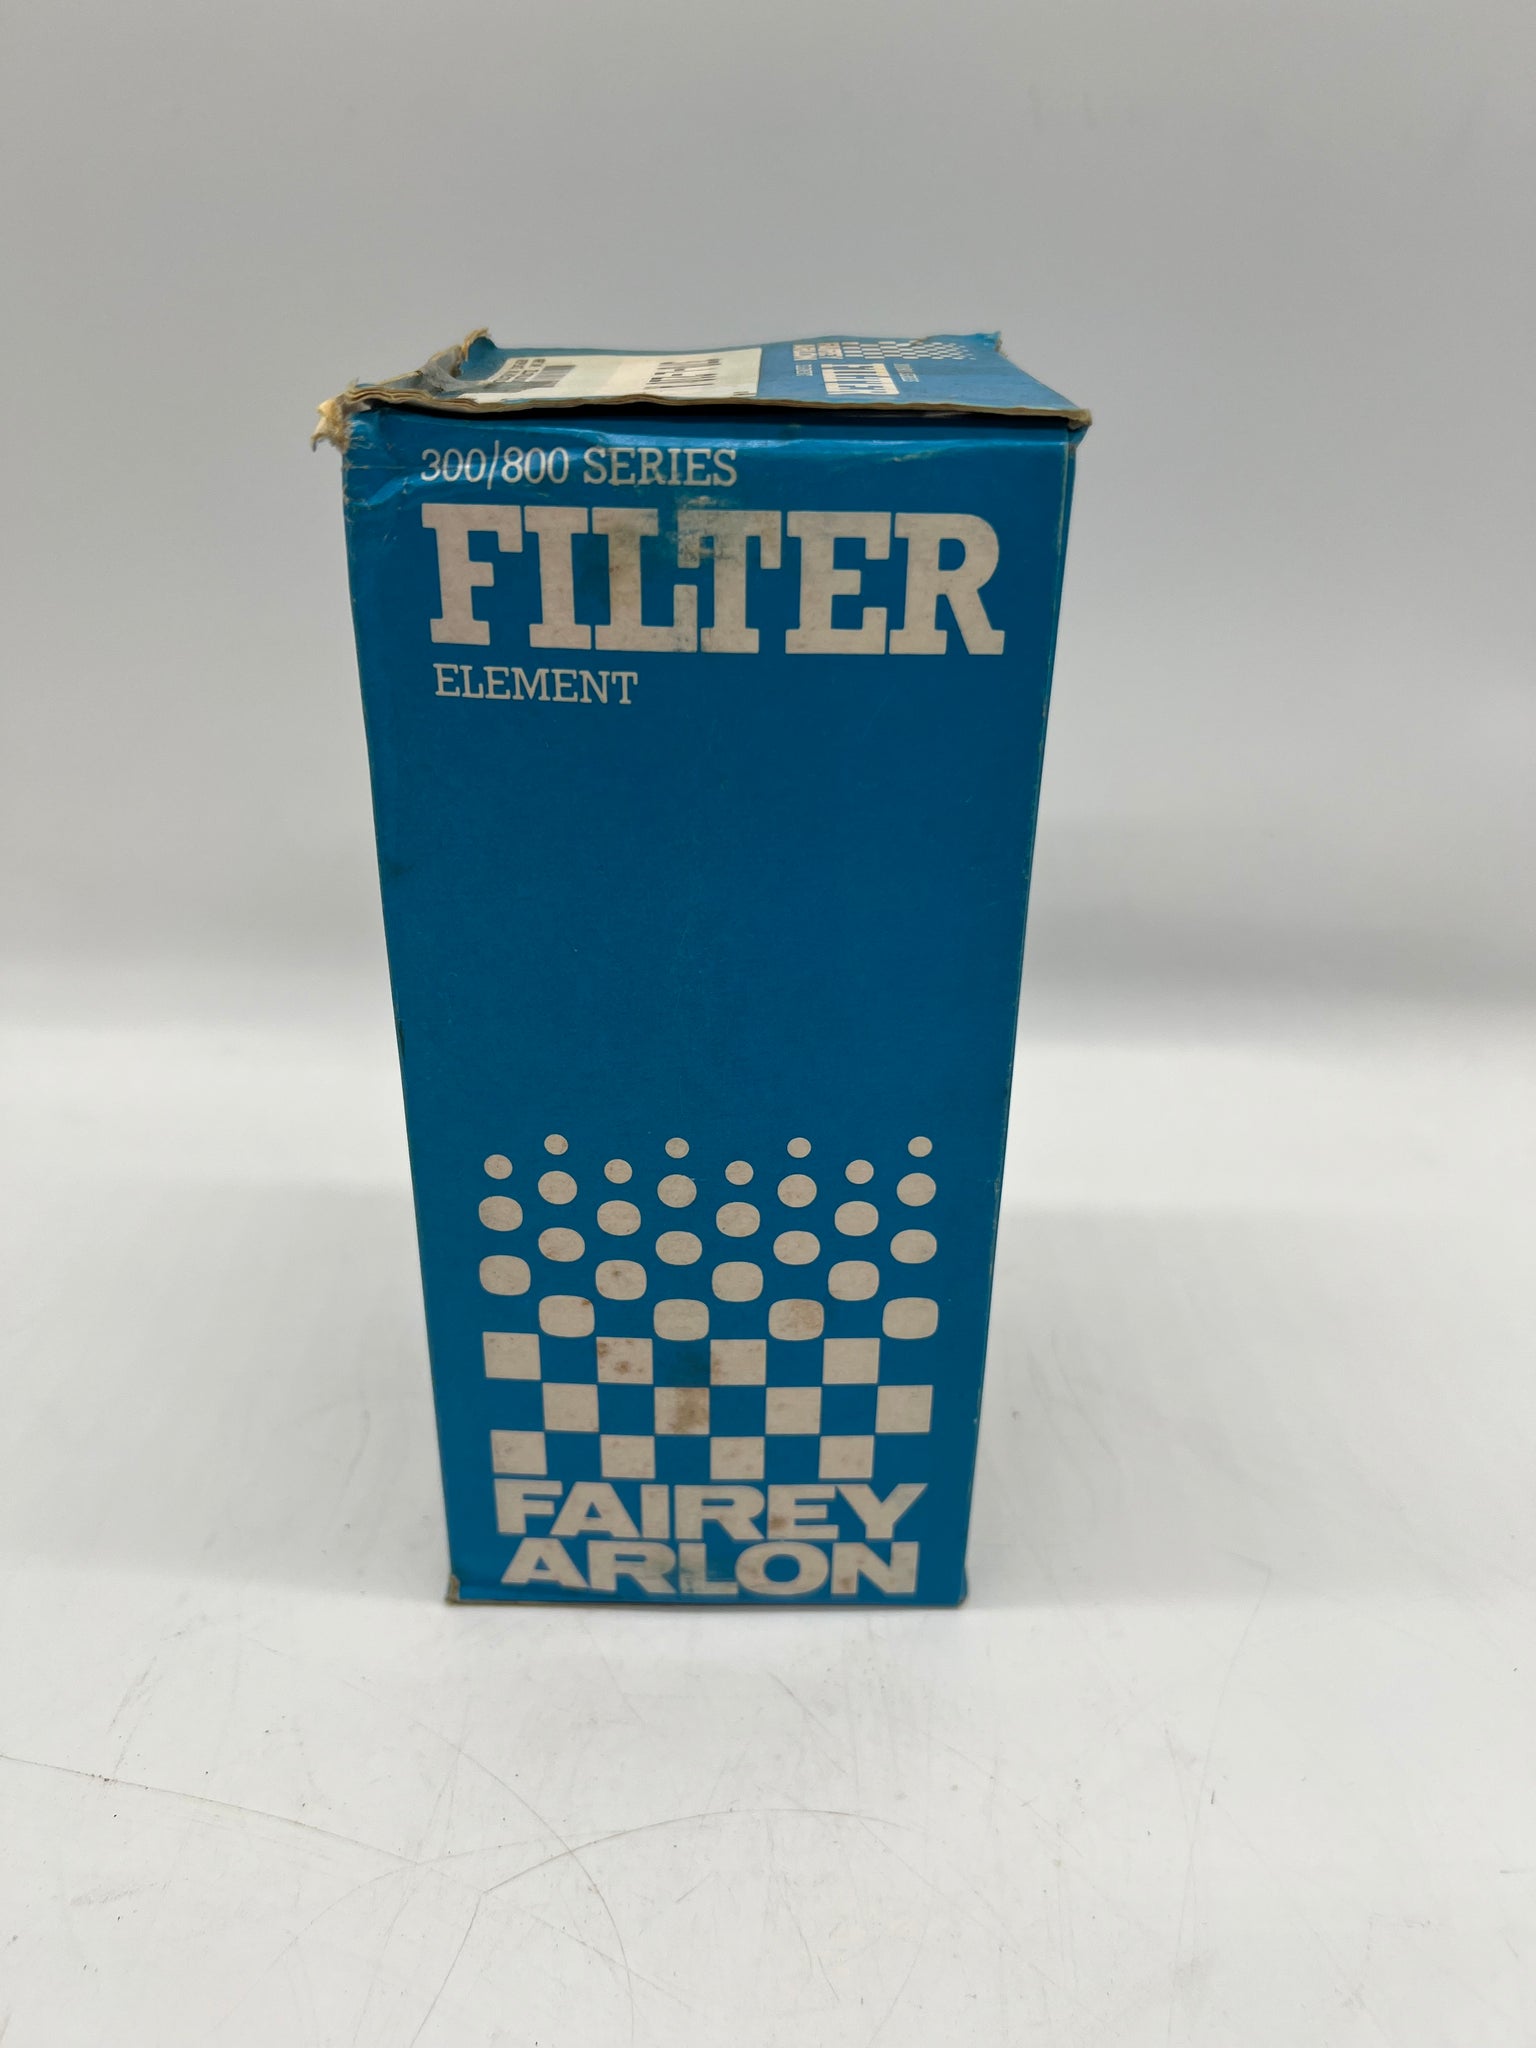 300/800 SERIES
FILTER
ELEMENT
FAIREY
ARLON